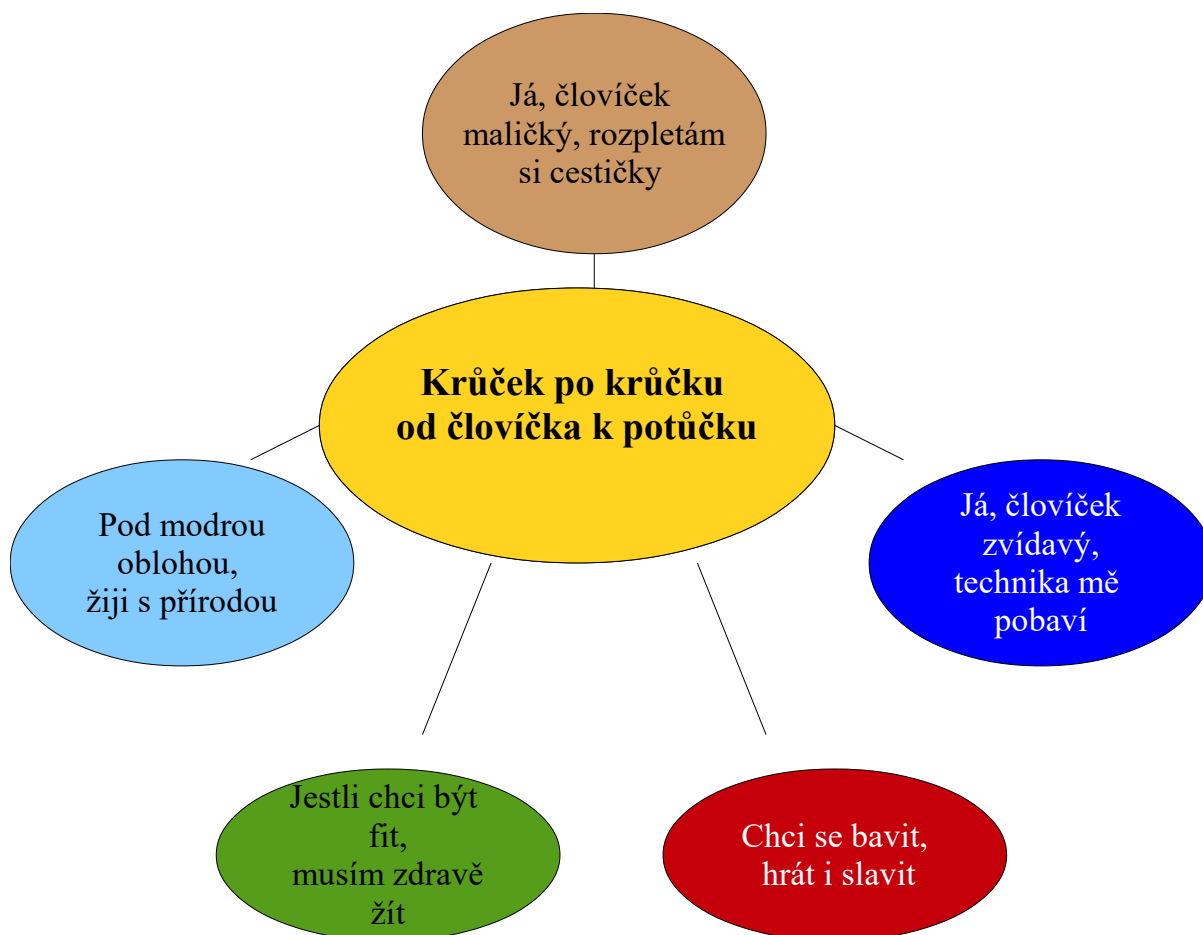 Já, človíček
maličký, rozpletám
si cestičky
Krůček po krůčku
od človíčka k potůčku
Pod modrou
oblohou,
žiji s přírodou
Já, človíček
zvídavý,
technika mě
pobaví
Jestli chci být
fit,
musím zdravě
žít
Chci se bavit,
hrát i slavit